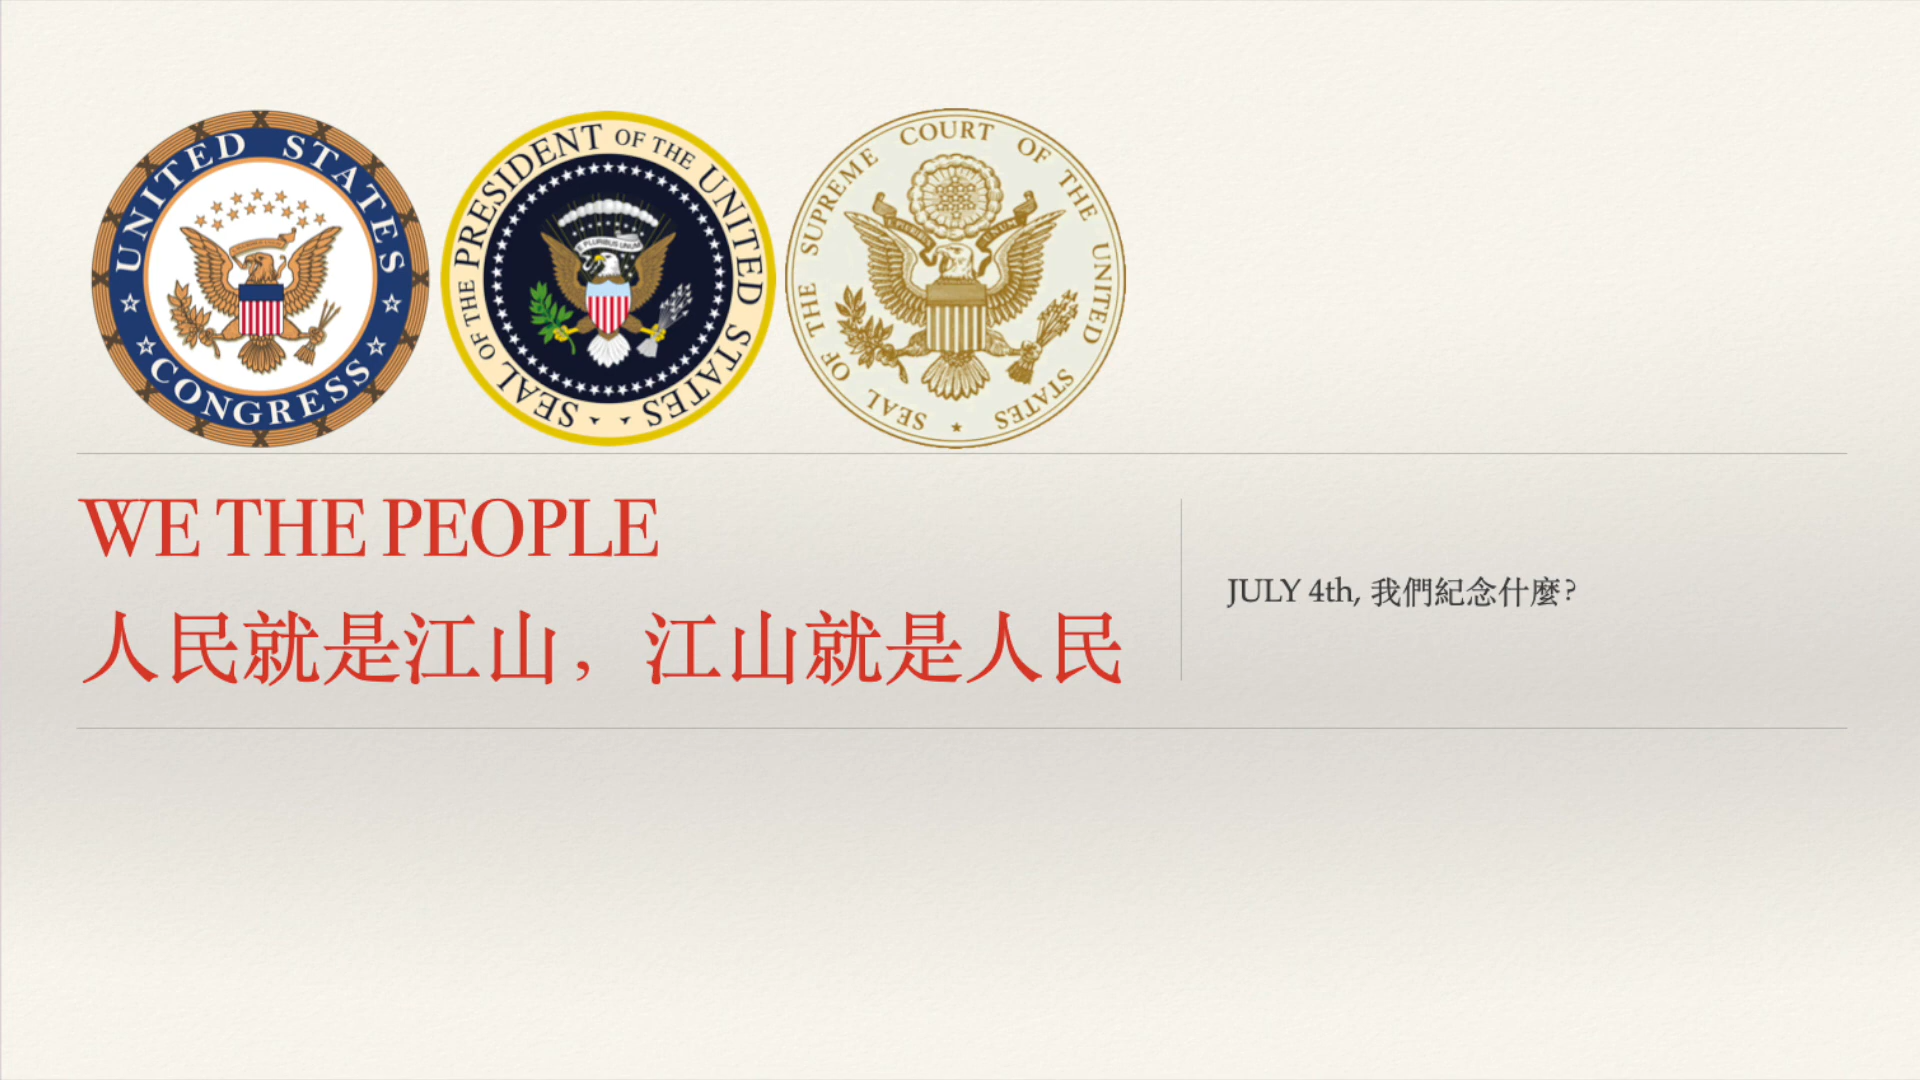 UNITED STATES CONGRESS
SEAL OF THE PRESIDENT OF THE UNITED STATES
E PLURIBUS UNUM
SEAL OF THE SUPREME COURT OF THE UNITED STATES
WE THE PEOPLE
人民就是江山，江山就是人民
JULY 4th, 我們紀念什麼?